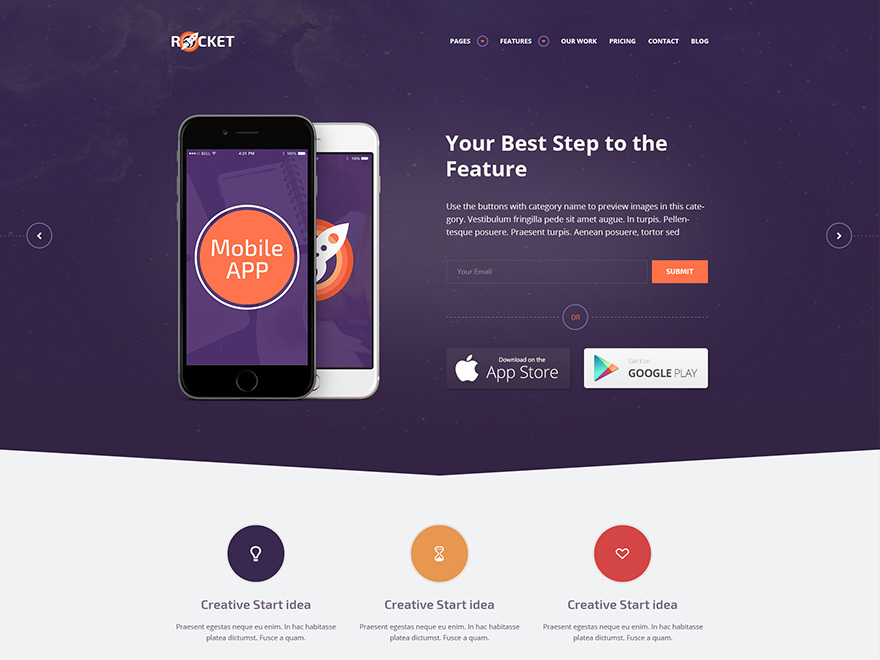 ROCKET
PAGES
FEATURES
OUR WORK
PRICING
CONTACT
BLOG
BELL
4:21 PM
100%
100%
Mobile
APP
Your Best Step to the
Feature
Use the buttons with category name to preview images in this cate-
gory. Vestibulum fringilla pede sit amet augue. In turpis. Pellen-
tesque posuere. Praesent turpis. Aenean posuere, tortor sed
Your Email
SUBMIT
OR
Download on the
App Store
Get it on
GOOGLE PLAY
Creative Start idea
Praesent egestas neque eu enim. In hac habitasse
platea dictumst. Fusce a quam.
Creative Start idea
Praesent egestas neque eu enim. In hac habitasse
platea dictumst. Fusce a quam.
Creative Start idea
Praesent egestas neque eu enim. In hac habitasse
platea dictumst. Fusce a quam.